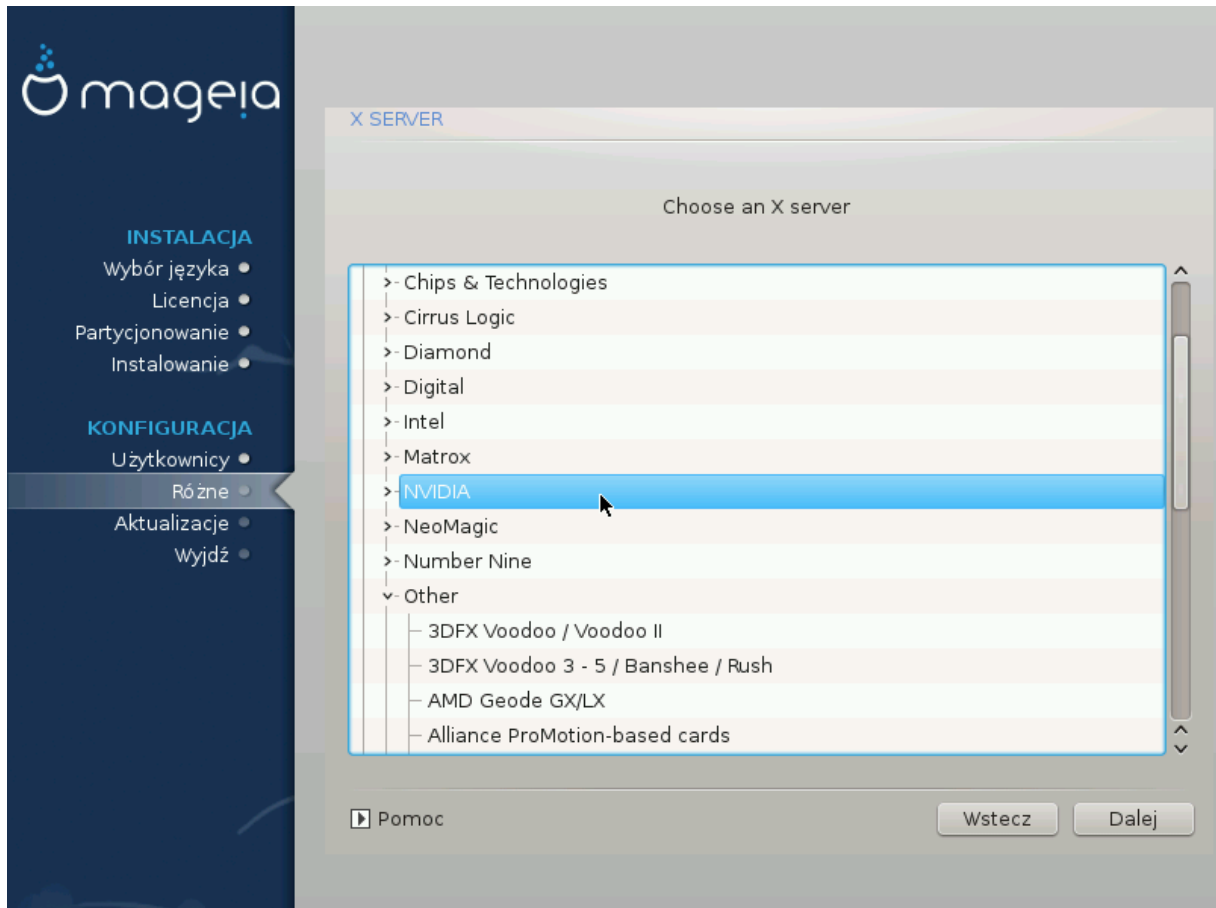 mageia
INSTALACJA
Wybór języka
Licencja
Partycjonowanie
Instalowanie
KONFIGURACJA
Użytkownicy
Różne
Aktualizacje
Wyjdź
X SERVER
Choose an X server
Chips & Technologies
Cirrus Logic
Diamond
Digital
Intel
Matrox
NVIDIA
NeoMagic
Number Nine
Other
3DFX Voodoo / Voodoo II
3DFX Voodoo 3 - 5 / Banshee / Rush
AMD Geode GX/LX
Alliance ProMotion-based cards
Pomoc
Wstecz
Dalej